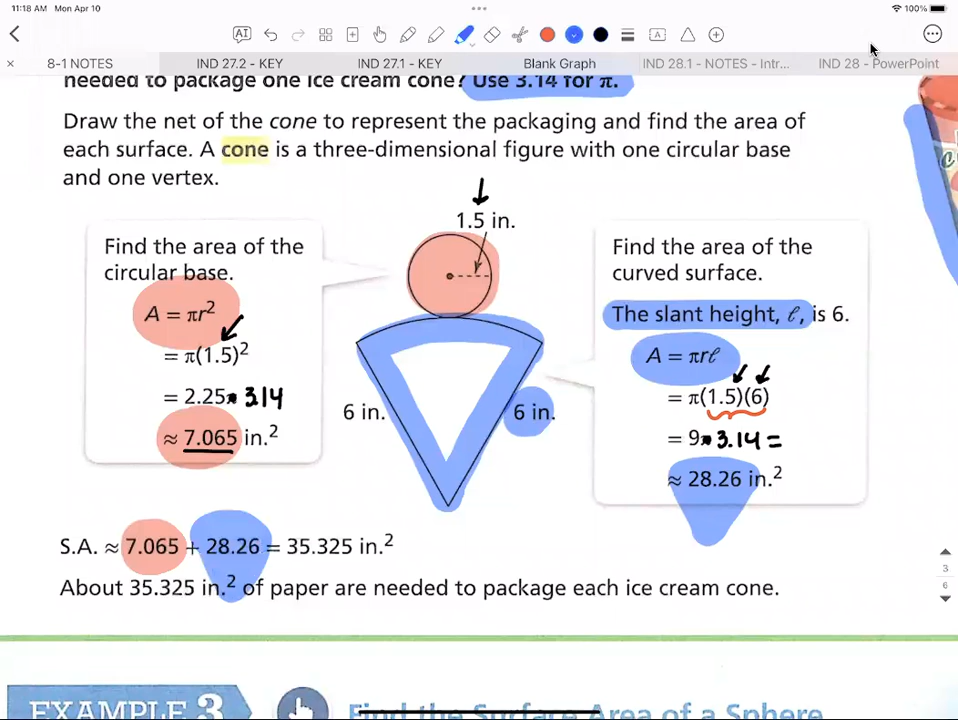 11:18 AM Mon Apr 10
100%
AI
A
8-1 NOTES
IND 27.2 - KEY
IND 27.1 - KEY
Blank Graph
IND 28.1 - NOTES - Intr...
IND 28 - PowerPoint
needed to package one ice cream cone? Use 3.14 for π.
Draw the net of the cone to represent the packaging and find the area of
each surface. A cone is a three-dimensional figure with one circular base
and one vertex.
1.5 in.
Find the area of the
circular base.
A = πr²
= π(1.5)²
= 2.25• 3.14
≈ 7.065 in.²
6 in.
6 in.
Find the area of the
curved surface.
The slant height, ℓ, is 6.
A = πrℓ
= π(1.5)(6)
= 9• 3.14 =
≈ 28.26 in.²
S.A. ≈ 7.065 + 28.26 = 35.325 in.²
About 35.325 in.² of paper are needed to package each ice cream cone.
3
6
EXAMPLE 3
Find the Surface Area of a Sphere